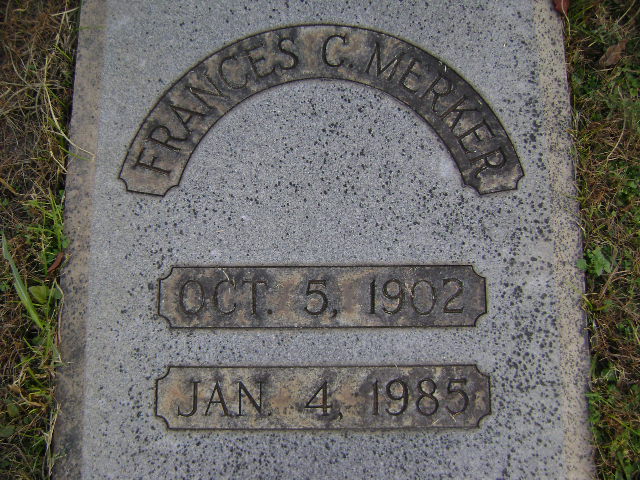 FRANCES C. MERKER
OCT. 5, 1902
JAN. 4, 1985